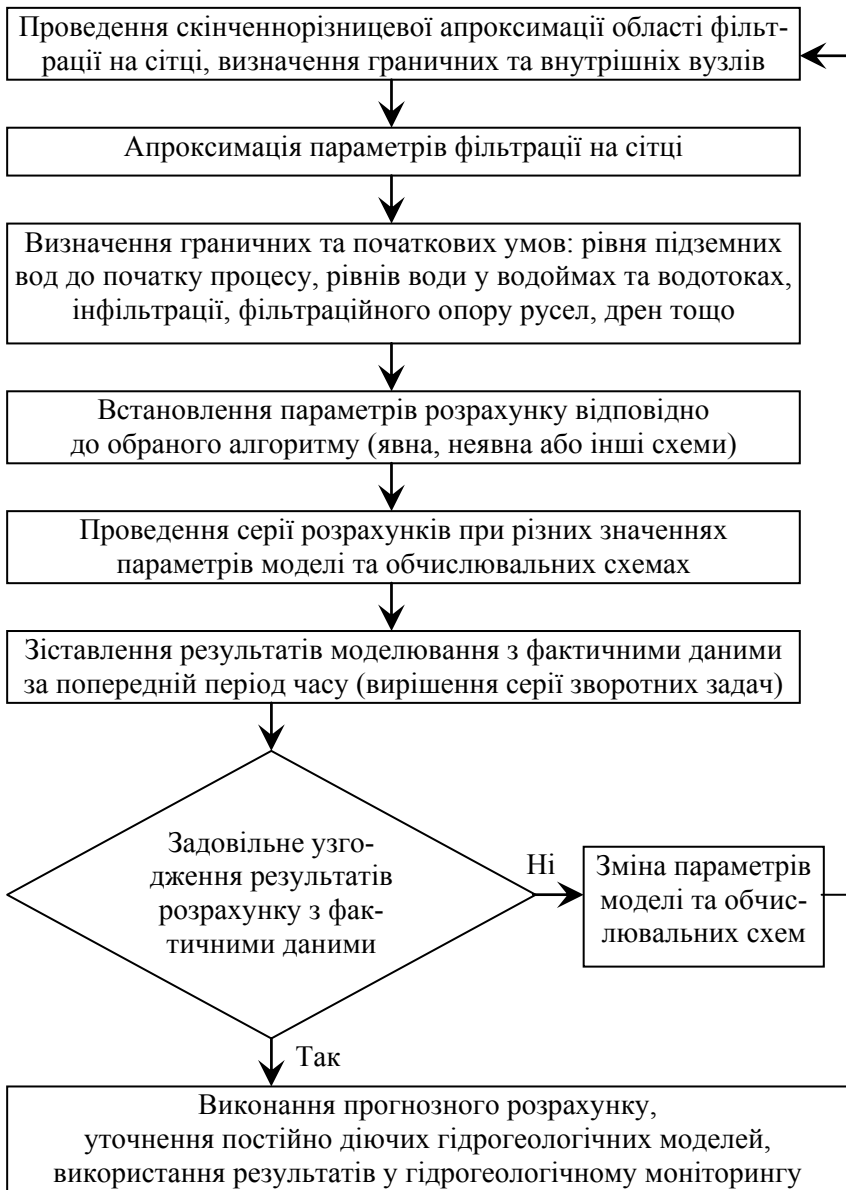 Проведення скінченнорізницевої апроксимації області фільт-
рації на сітці, визначення граничних та внутрішніх вузлів
Апроксимація параметрів фільтрації на сітці
Визначення граничних та початкових умов: рівня підземних
вод до початку процесу, рівнів води у водоймах та водотоках,
інфільтрації, фільтраційного опору русел, дрен тощо
Встановлення параметрів розрахунку відповідно
до обраного алгоритму (явна, неявна або інші схеми)
Проведення серії розрахунків при різних значеннях
параметрів моделі та обчислювальних схемах
Зіставлення результатів моделювання з фактичними даними
за попередній період часу (вирішення серії зворотних задач)
Задовільне узго-
дження результатів
розрахунку з фак-
тичними даними
Ні
Зміна параметрів
моделі та обчис-
лювальних схем
Так
Виконання прогнозного розрахунку,
уточнення постійно діючих гідрогеологічних моделей,
використання результатів у гідрогеологічному моніторингу